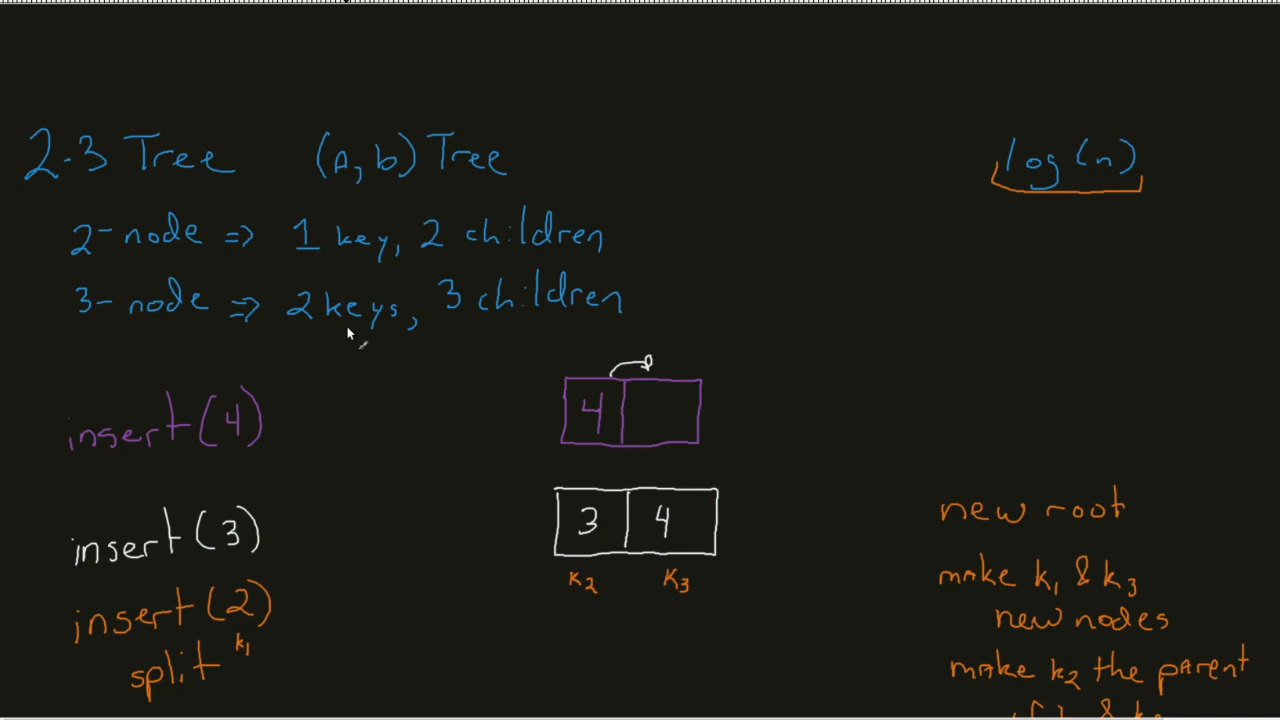 2-3 Tree (A,b) Tree
log(n)
2-node => 1 key, 2 children
3-node => 2 keys, 3 children
insert(4)
4
insert(3)
3 4
k2 k3
insert(2)
k1
split
new root
make k1 & k3
new nodes
make k2 the parent